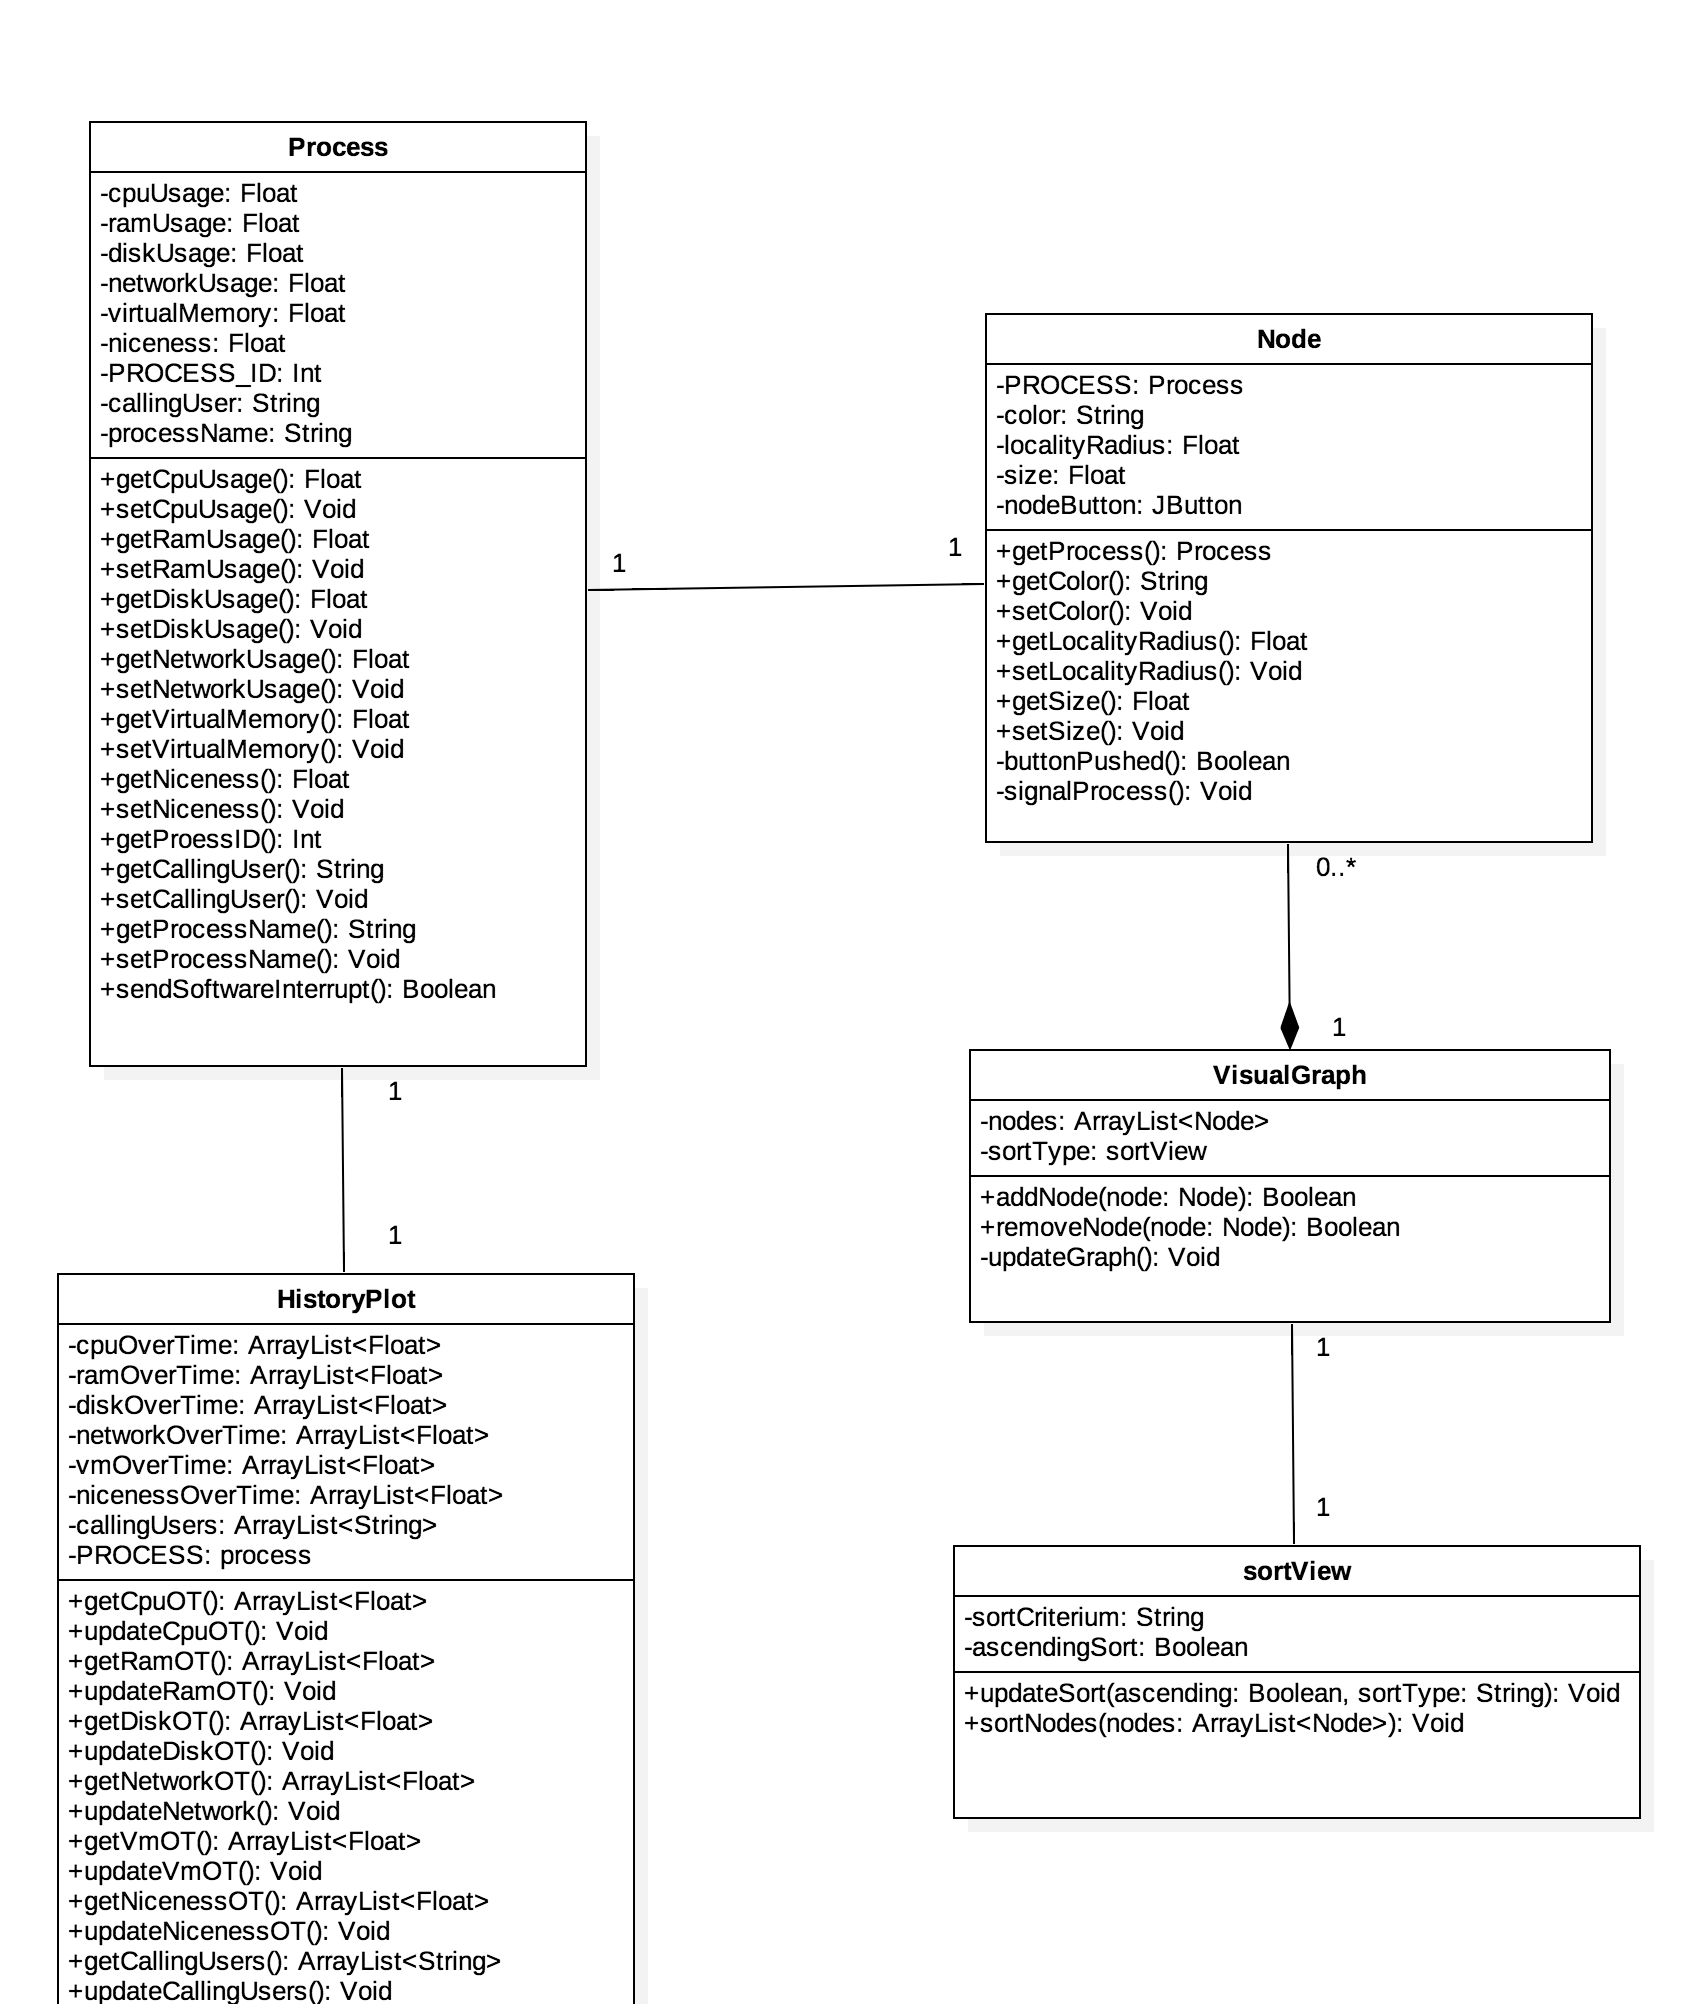 Process
-cpuUsage: Float
-ramUsage: Float
-diskUsage: Float
-networkUsage: Float
-virtualMemory: Float
-niceness: Float
-PROCESS_ID: Int
-callingUser: String
-processName: String
+getCpuUsage(): Float
+setCpuUsage(): Void
+getRamUsage(): Float
+setRamUsage(): Void
+getDiskUsage(): Float
+setDiskUsage(): Void
+getNetworkUsage(): Float
+setNetworkUsage(): Void
+getVirtualMemory(): Float
+setVirtualMemory(): Void
+getNiceness(): Float
+setNiceness(): Void
+getProessID(): Int
+getCallingUser(): String
+setCallingUser(): Void
+getProcessName(): String
+setProcessName(): Void
+sendSoftwareInterrupt(): Boolean
1
1
Node
-PROCESS: Process
-color: String
-localityRadius: Float
-size: Float
-nodeButton: JButton
+getProcess(): Process
+getColor(): String
+setColor(): Void
+getLocalityRadius(): Float
+setLocalityRadius(): Void
+getSize(): Float
+setSize(): Void
-buttonPushed(): Boolean
-signalProcess(): Void
0..*
1
VisualGraph
-nodes: ArrayList<Node>
-sortType: sortView
+addNode(node: Node): Boolean
+removeNode(node: Node): Boolean
-updateGraph(): Void
1
1
sortView
-sortCriterium: String
-ascendingSort: Boolean
+updateSort(ascending: Boolean, sortType: String): Void
+sortNodes(nodes: ArrayList<Node>): Void
1
1
HistoryPlot
-cpuOverTime: ArrayList<Float>
-ramOverTime: ArrayList<Float>
-diskOverTime: ArrayList<Float>
-networkOverTime: ArrayList<Float>
-vmOverTime: ArrayList<Float>
-nicenessOverTime: ArrayList<Float>
-callingUsers: ArrayList<String>
-PROCESS: process
+getCpuOT(): ArrayList<Float>
+updateCpuOT(): Void
+getRamOT(): ArrayList<Float>
+updateRamOT(): Void
+getDiskOT(): ArrayList<Float>
+updateDiskOT(): Void
+getNetworkOT(): ArrayList<Float>
+updateNetwork(): Void
+getVmOT(): ArrayList<Float>
+updateVmOT(): Void
+getNicenessOT(): ArrayList<Float>
+updateNicenessOT(): Void
+getCallingUsers(): ArrayList<String>
+updateCallingUsers(): Void